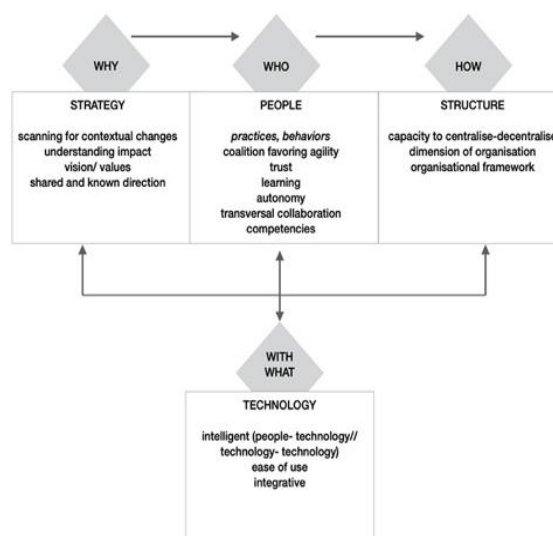 WHY
WHO
HOW
STRATEGY
scanning for contextual changes
understanding impact
vision/ values
shared and known direction
PEOPLE
practices, behaviors
coalition favoring agility
trust
learning
autonomy
transversal collaboration
competencies
STRUCTURE
capacity to centralise-decentralise
dimension of organisation
organisational framework
WITH
WHAT
TECHNOLOGY
intelligent (people- technology//
technology- technology)
ease of use
integrative